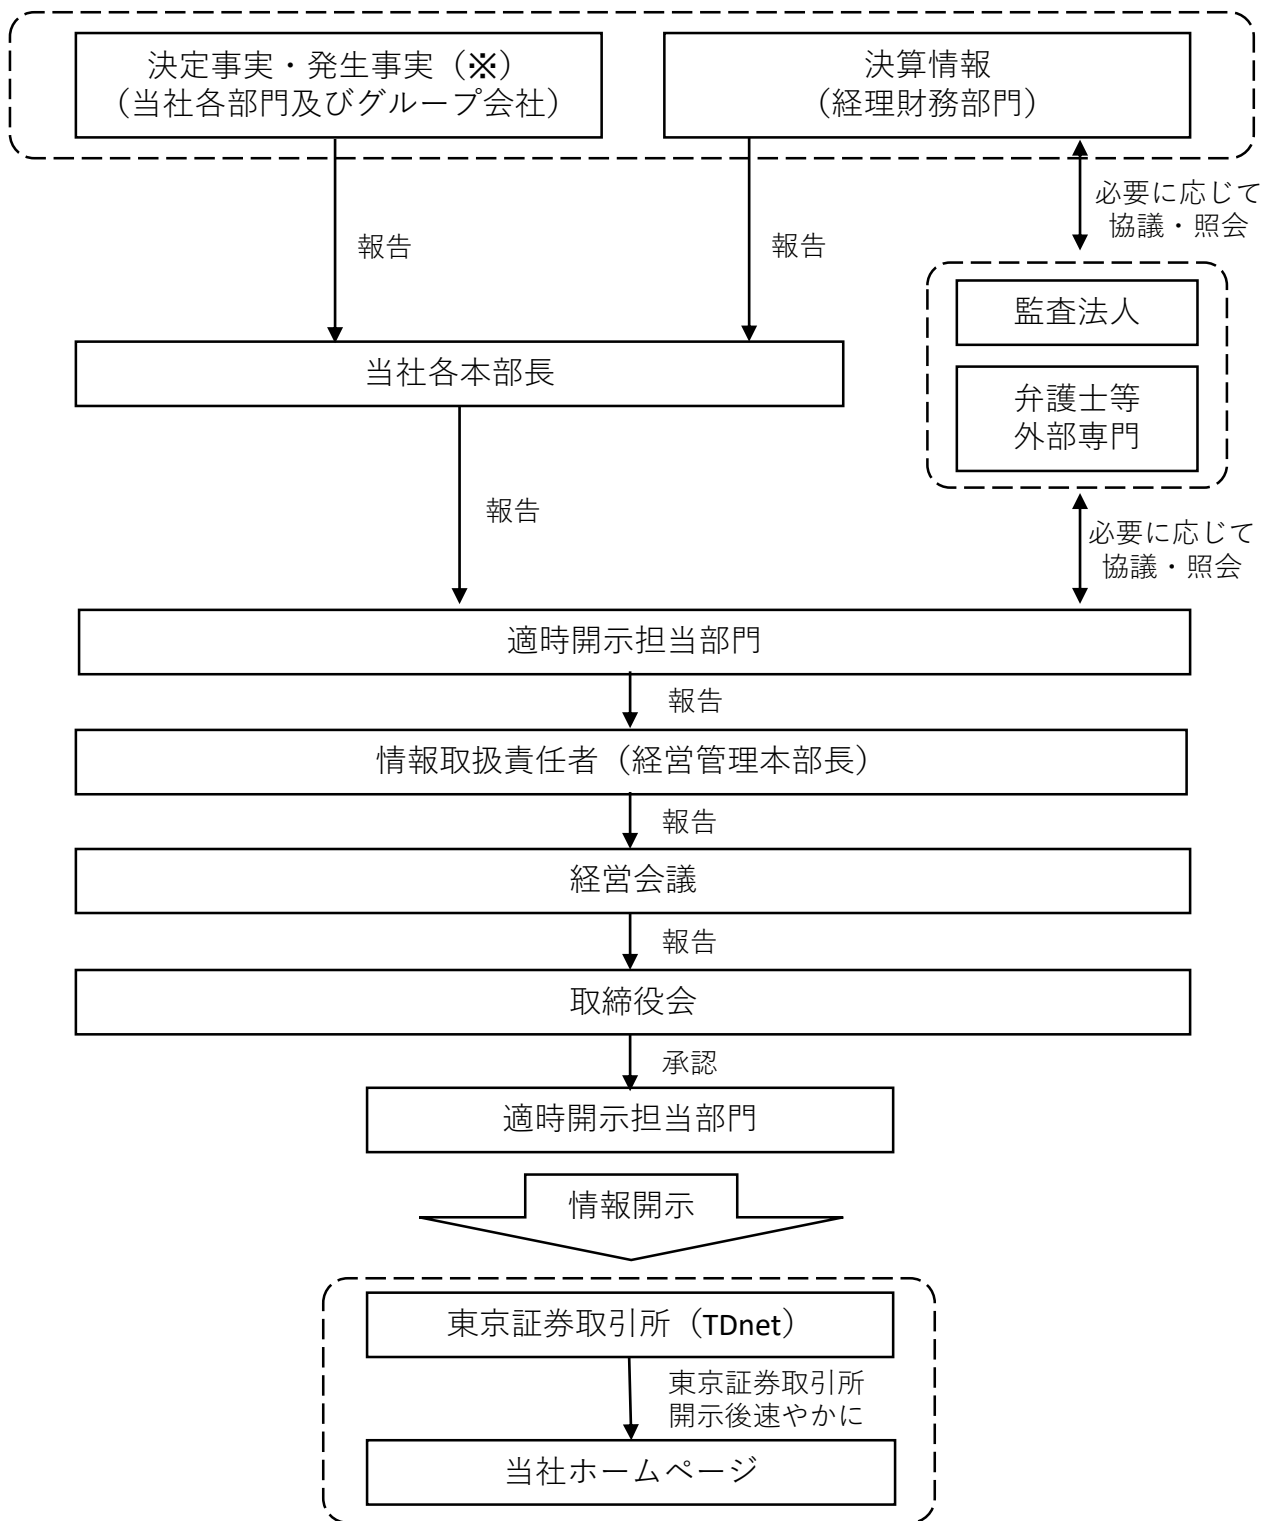 決定事実・発生事実（※）
（当社各部門及びグループ会社）
決算情報
（経理財務部門）
必要に応じて
協議・照会
報告
報告
監査法人
当社各本部長
弁護士等
外部専門
報告
必要に応じて
協議・照会
適時開示担当部門
報告
情報取扱責任者（経営管理本部長）
報告
経営会議
報告
取締役会
承認
適時開示担当部門
情報開示
東京証券取引所（TDnet）
東京証券取引所
開示後速やかに
当社ホームページ